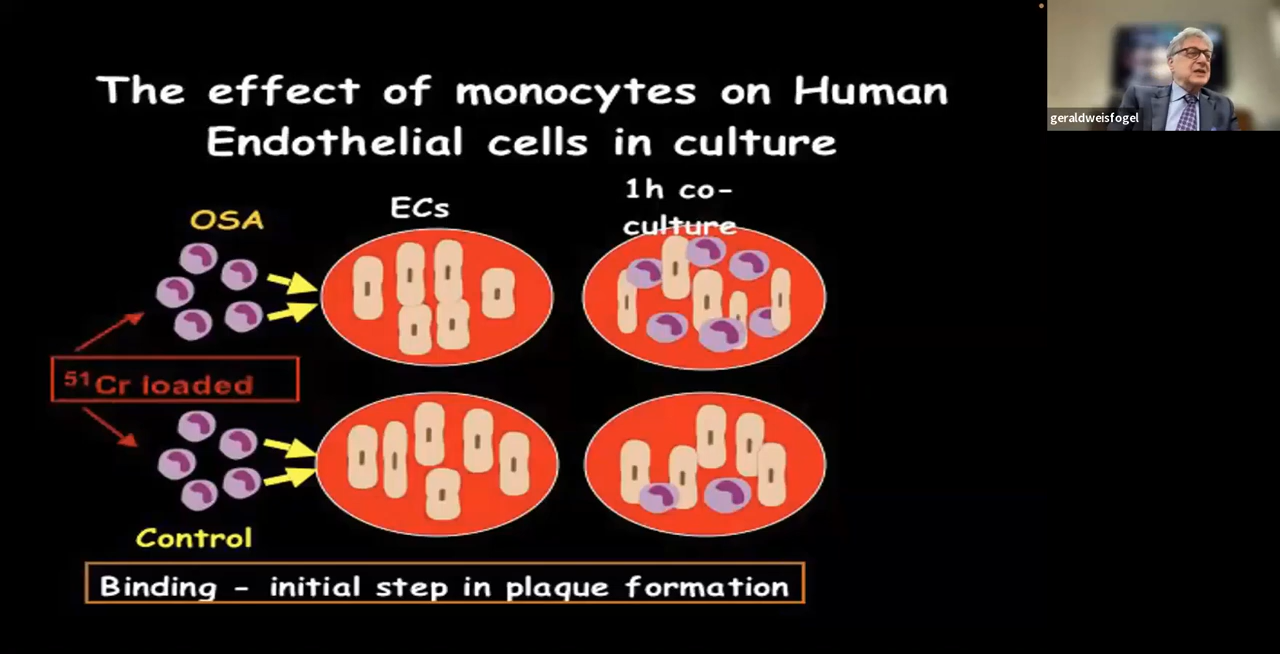 The effect of monocytes on Human
Endothelial cells in culture
geraldweisfogel
OSA
ECs
1h co-
culture
⁵¹Cr loaded
Control
Binding - initial step in plaque formation